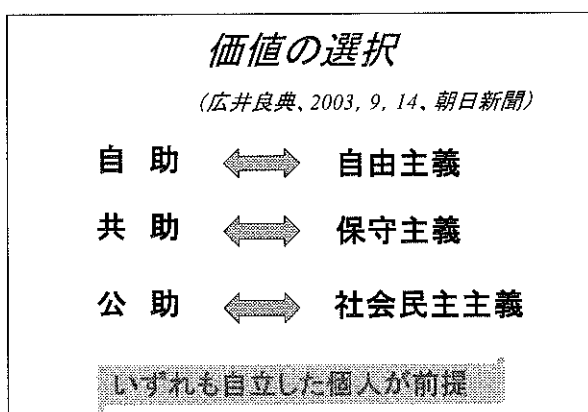 価値の選択
(広井良典、2003, 9, 14、朝日新聞)
自 助 自由主義
共 助 保守主義
公 助 社会民主主義
いずれも自立した個人が前提